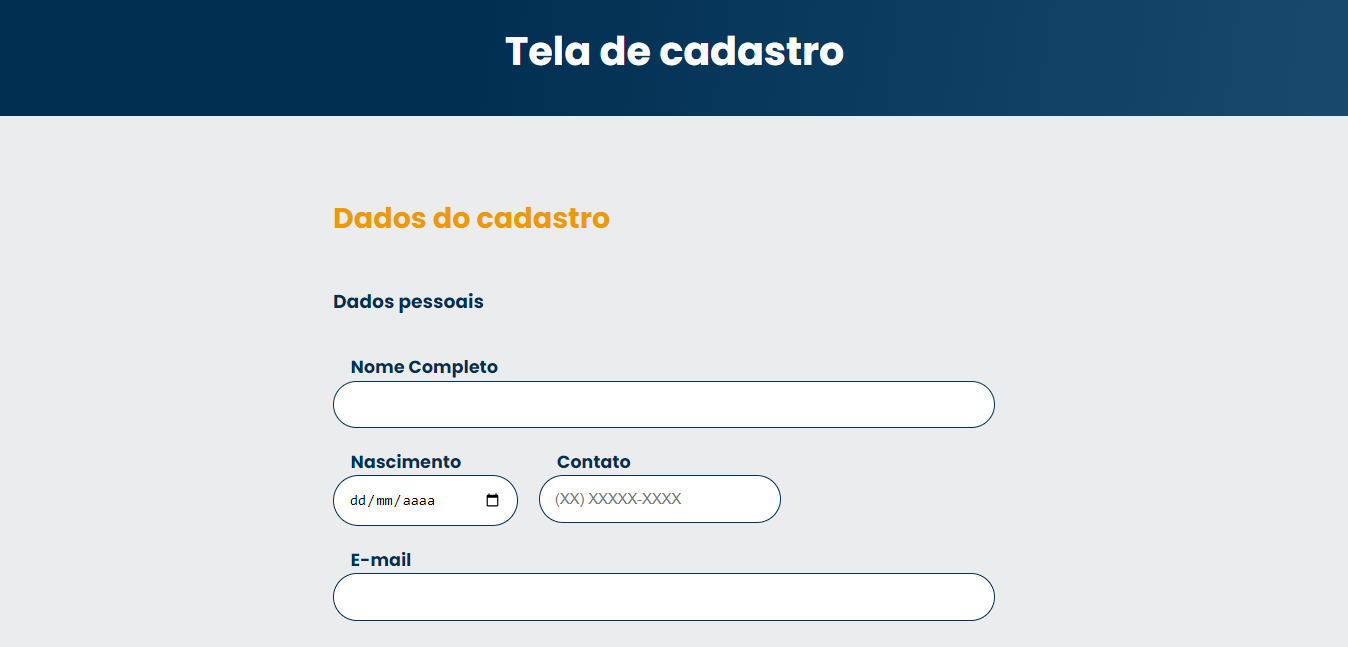 Tela de cadastro
Dados do cadastro
Dados pessoais
Nome Completo
Nascimento Contato
dd/mm/aaaa (XX) XXXXX-XXXX
E-mail